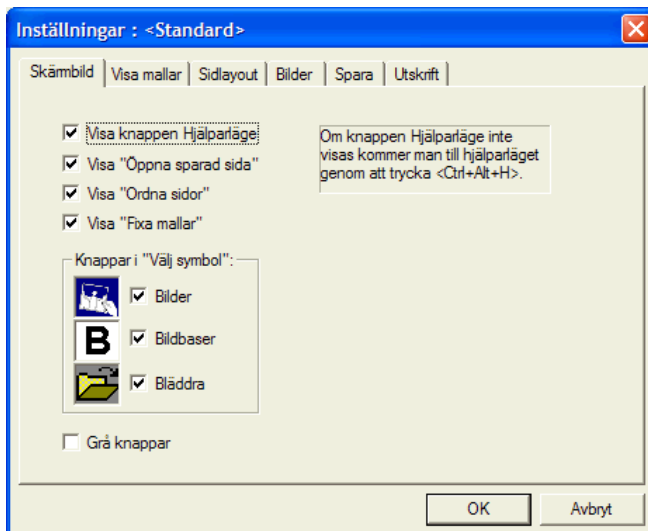 Inställningar : <Standard>
Skärmbild Visa mallar Sidlayout Bilder Spara Utskrift
Visa knappen Hjälparläge
Visa "Öppna sparad sida"
Visa "Ordna sidor"
Visa "Fixa mallar"
Om knappen Hjälparläge inte
visas kommer man till hjälparläget
genom att trycka <Ctrl+Alt+H>.
Knappar i "Välj symbol":
Bilder
B Bildbaser
Bläddra
Grå knappar
OK Avbryt